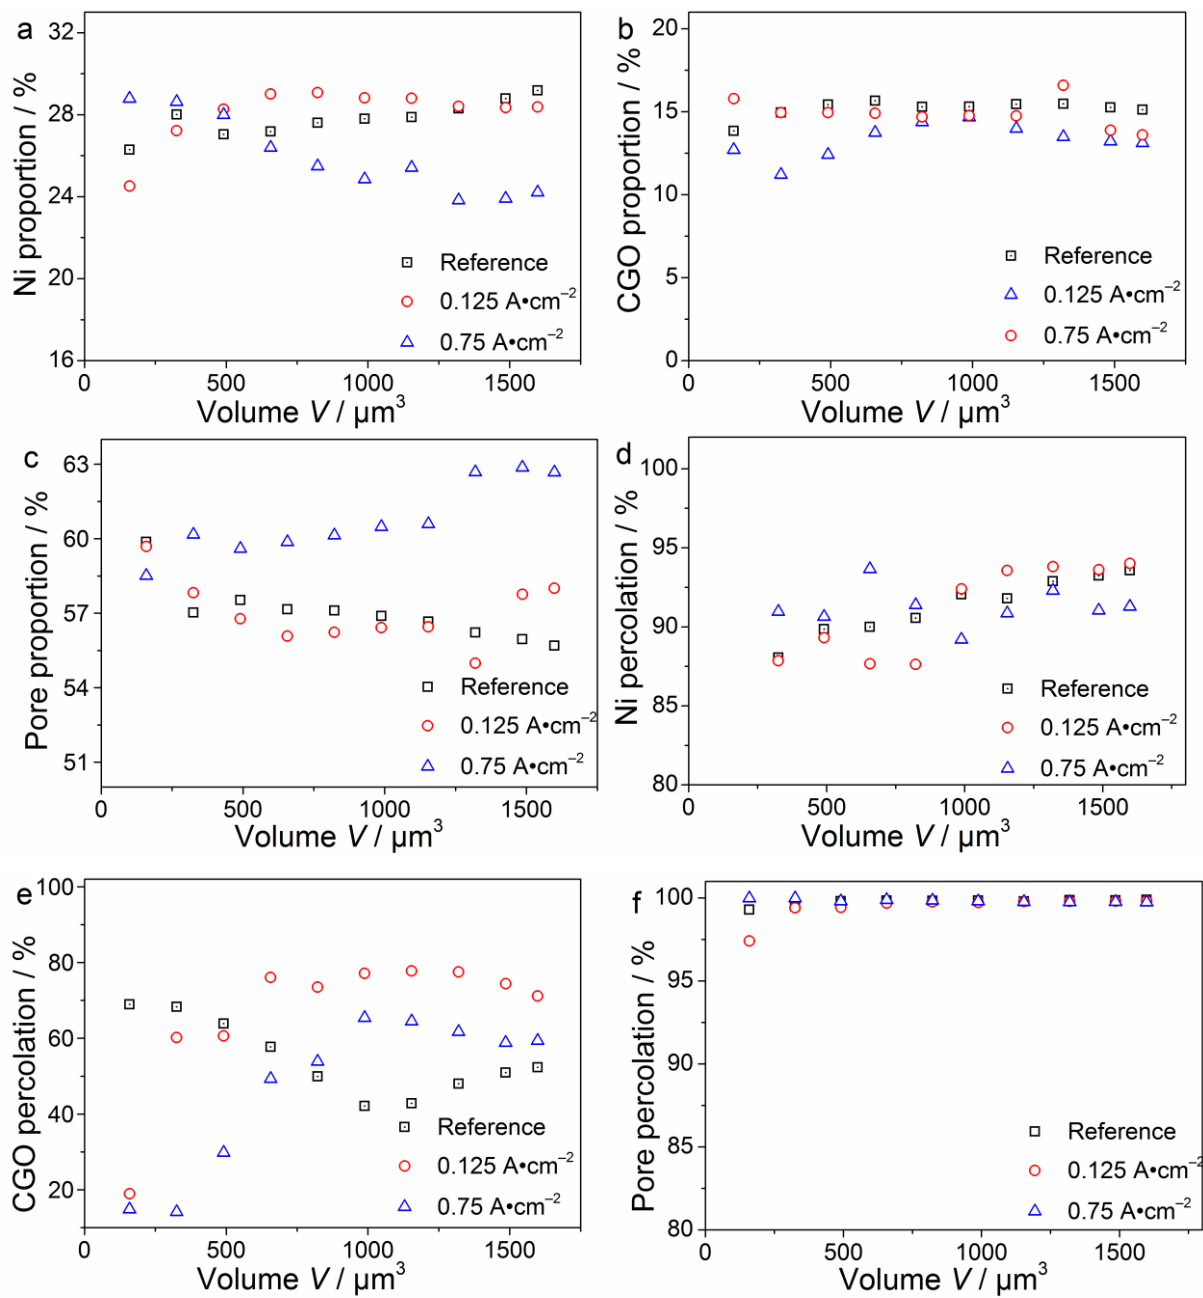 a
32
28
24
20
16
Ni proportion / %
Reference
0.125 A•cm⁻²
0.75 A•cm⁻²
0 500 1000 1500
Volume V / µm³
b
20
15
10
5
0
CGO proportion / %
Reference
0.125 A•cm⁻²
0.75 A•cm⁻²
0 500 1000 1500
Volume V / µm³
c
63
60
57
54
51
Pore proportion / %
Reference
0.125 A•cm⁻²
0.75 A•cm⁻²
0 500 1000 1500
Volume V / µm³
d
100
95
90
85
80
Ni percolation / %
Reference
0.125 A•cm⁻²
0.75 A•cm⁻²
0 500 1000 1500
Volume V / µm³
e
100
80
60
40
20
CGO percolation / %
Reference
0.125 A•cm⁻²
0.75 A•cm⁻²
0 500 1000 1500
Volume V / µm³
f
100
95
90
85
80
Pore percolation / %
Reference
0.125 A•cm⁻²
0.75 A•cm⁻²
0 500 1000 1500
Volume V / µm³